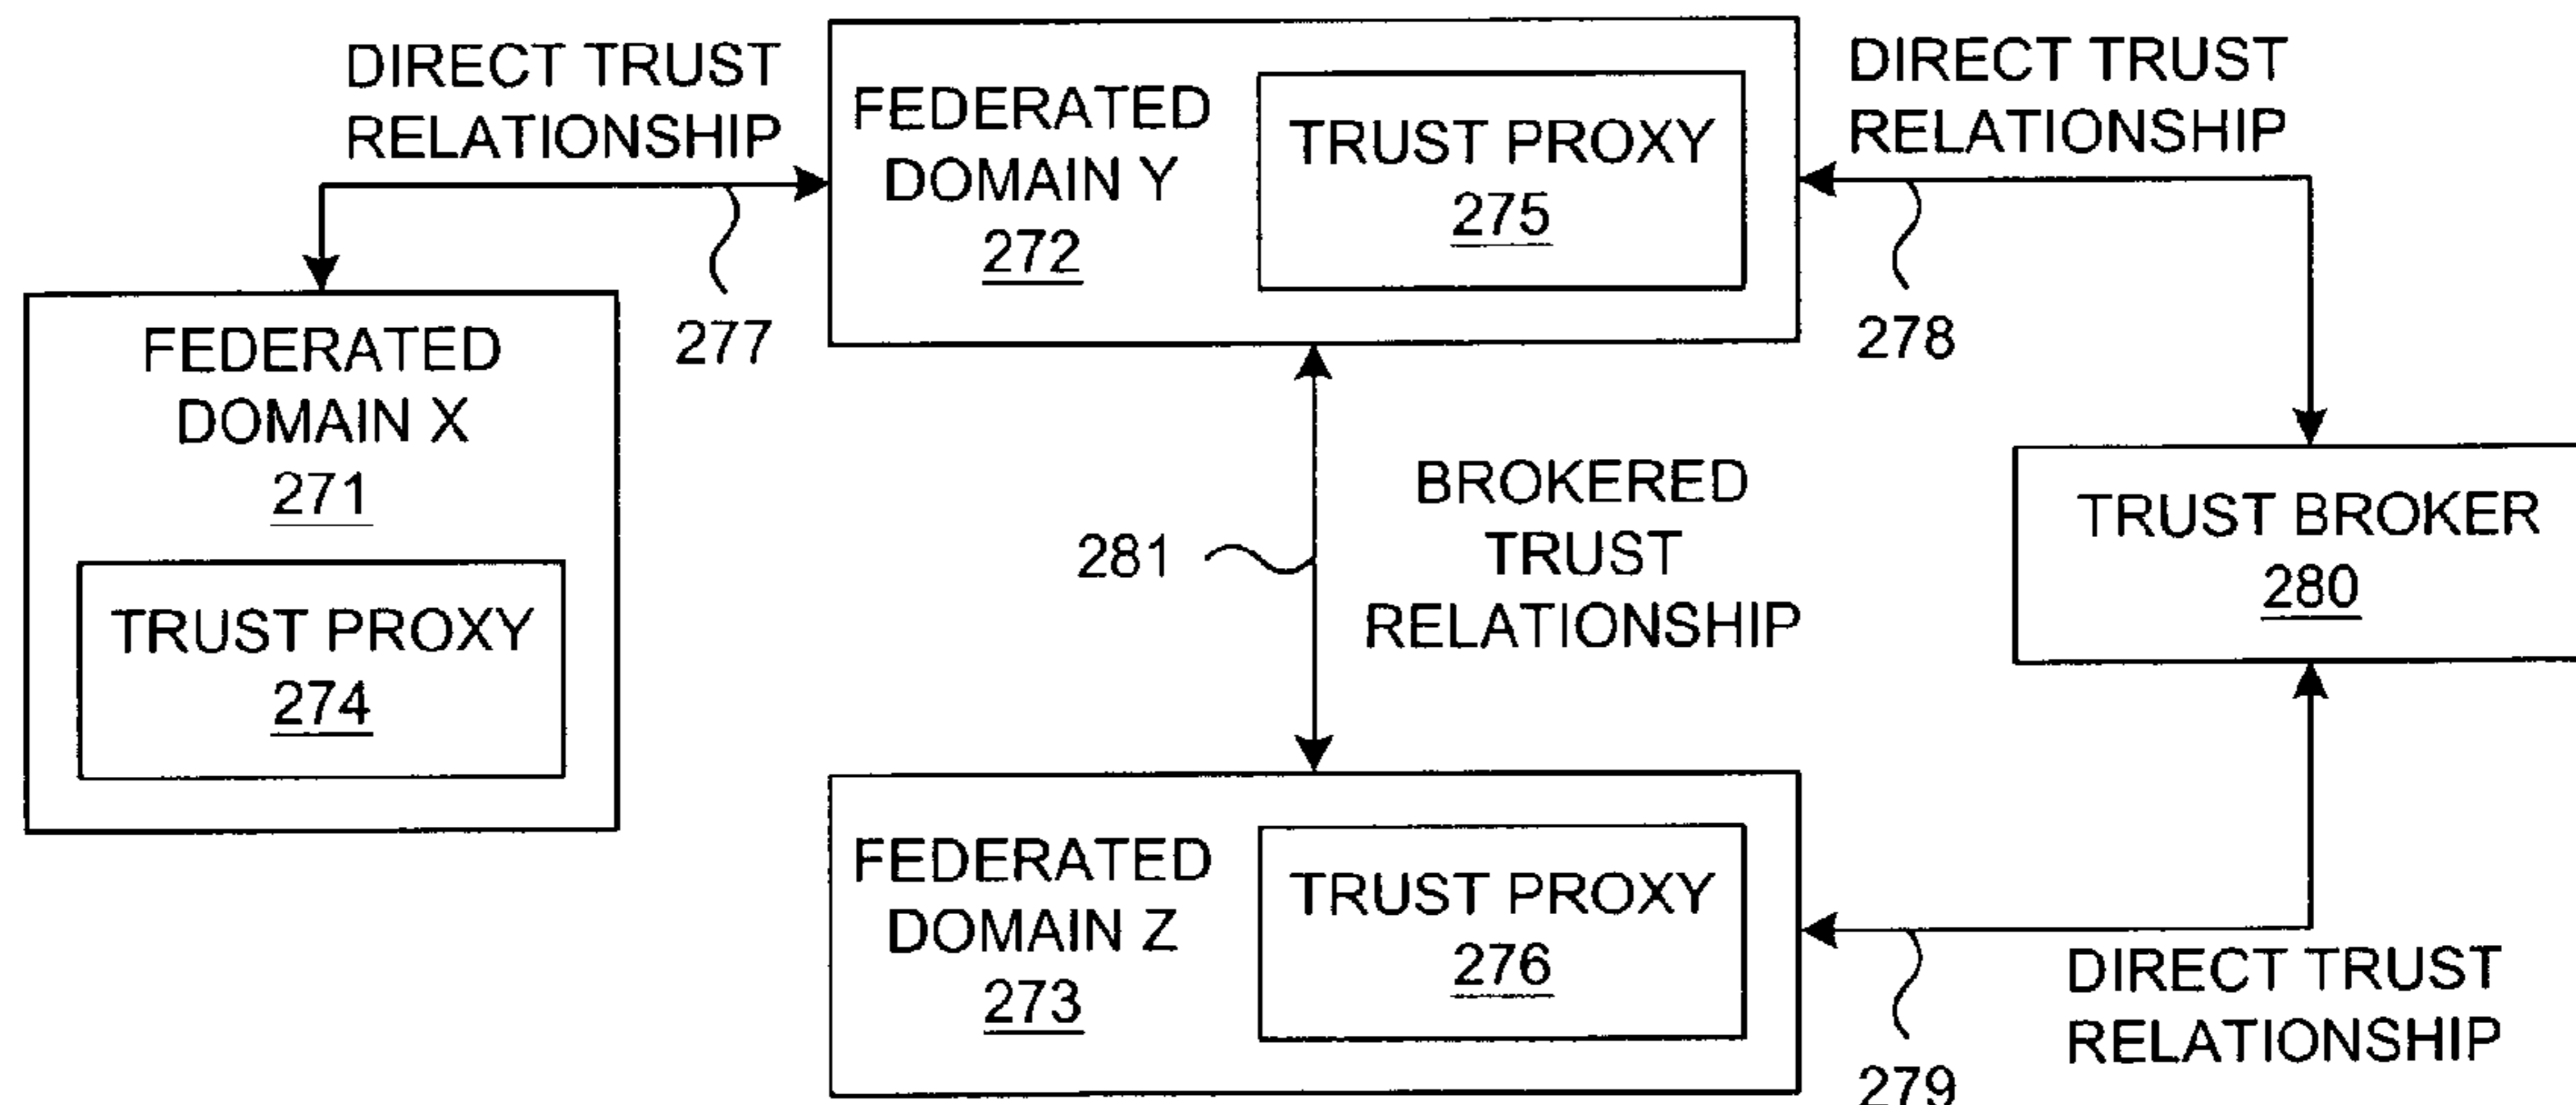 DIRECT TRUST
RELATIONSHIP
277
FEDERATED
DOMAIN X
271
TRUST PROXY
274
FEDERATED
DOMAIN Y
272
TRUST PROXY
275
DIRECT TRUST
RELATIONSHIP
278
281
BROKERED
TRUST
RELATIONSHIP
TRUST BROKER
280
FEDERATED
DOMAIN Z
273
TRUST PROXY
276
DIRECT TRUST
RELATIONSHIP
279